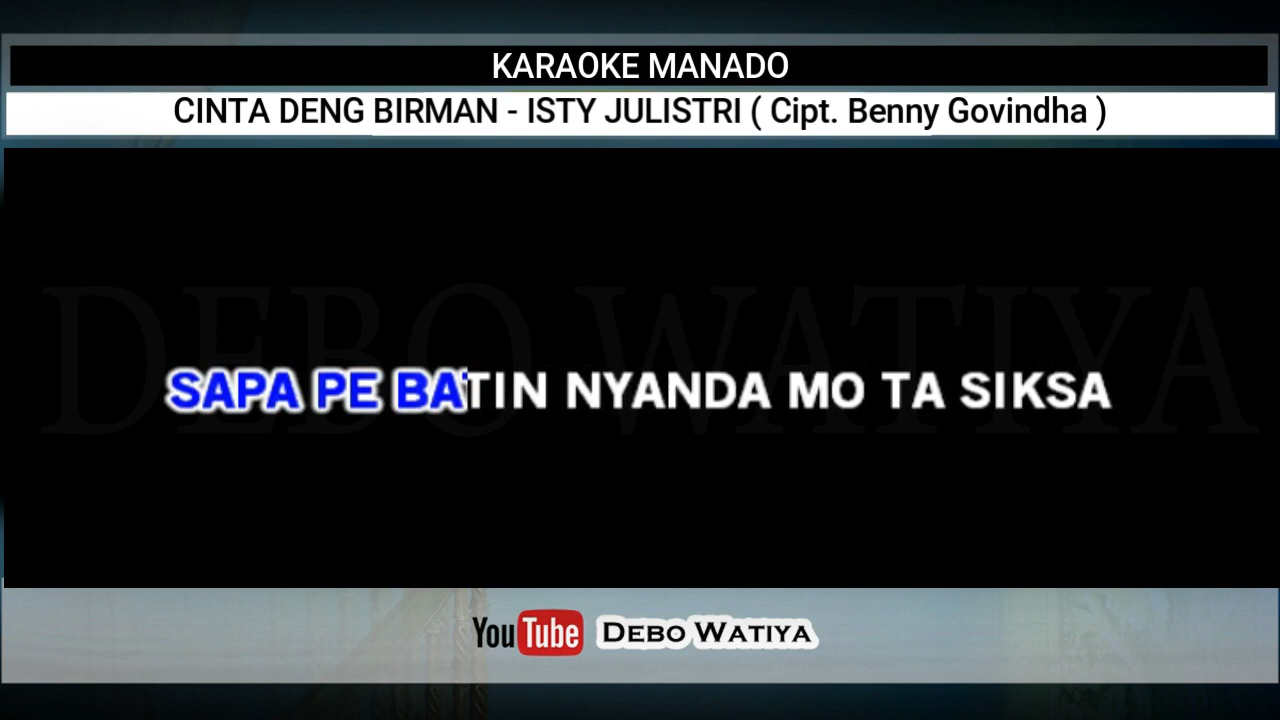 KARAOKE MANADO
CINTA DENG BIRMAN - ISTY JULISTRI ( Cipt. Benny Govindha )
DEBO WATIYA
SAPA PE BATIN NYANDA MO TA SIKSA
YouTube DEBO WATIYA